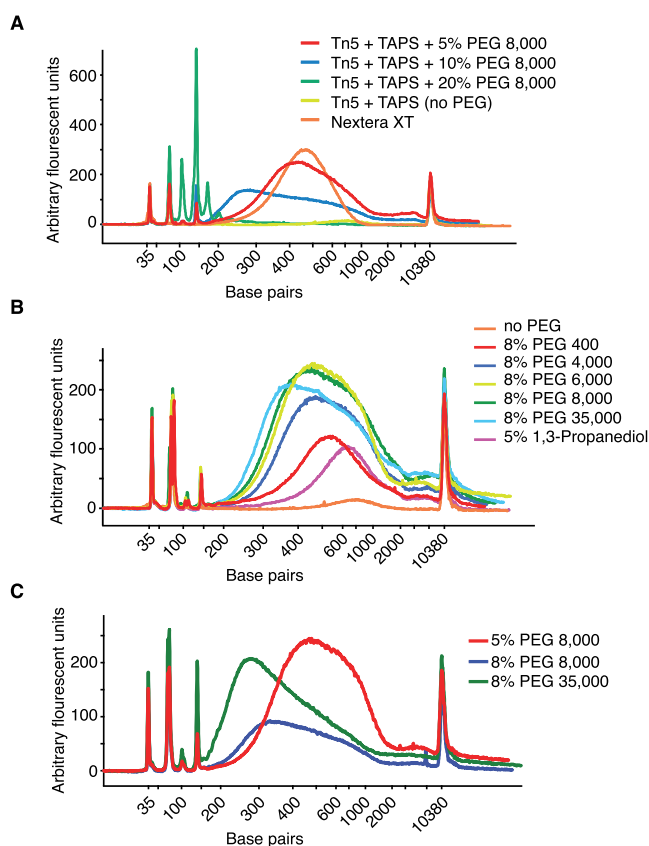 A
Tn5 + TAPS + 5% PEG 8,000
Tn5 + TAPS + 10% PEG 8,000
Tn5 + TAPS + 20% PEG 8,000
Tn5 + TAPS (no PEG)
Nextera XT
Arbitrary flourescent units
600
400
200
0
35 100 200 300 400 600 1000 2000 10380
Base pairs
B
no PEG
8% PEG 400
8% PEG 4,000
8% PEG 6,000
8% PEG 8,000
8% PEG 35,000
5% 1,3-Propanediol
Arbitrary flourescent units
200
100
0
35 100 200 300 400 600 1000 2000 10380
Base pairs
C
5% PEG 8,000
8% PEG 8,000
8% PEG 35,000
Arbitrary flourescent units
200
100
0
35 100 200 300 400 600 1000 2000 10380
Base pairs